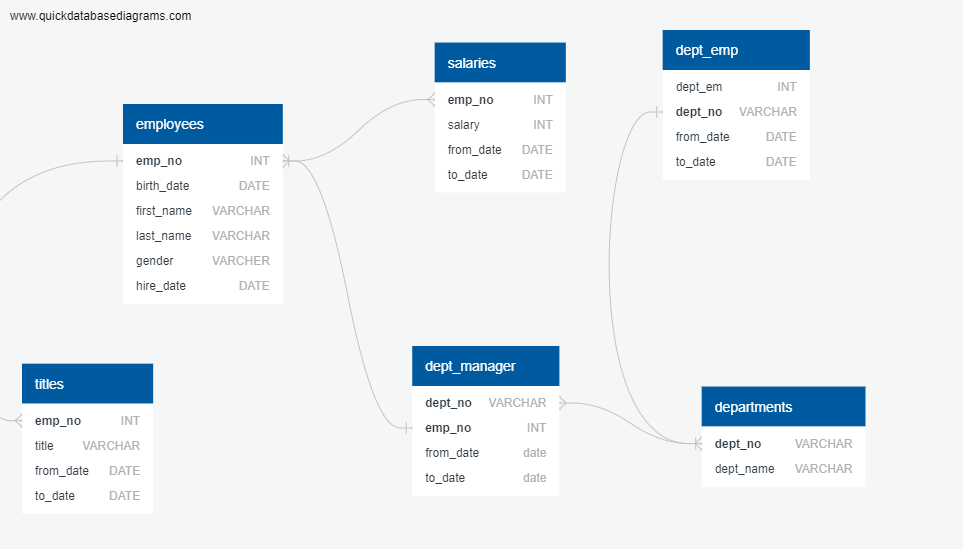 www.quickdatabasediagrams.com
employees
emp_no INT
birth_date DATE
first_name VARCHAR
last_name VARCHAR
gender VARCHER
hire_date DATE
salaries
emp_no INT
salary INT
from_date DATE
to_date DATE
dept_emp
dept_em INT
dept_no VARCHAR
from_date DATE
to_date DATE
titles
emp_no INT
title VARCHAR
from_date DATE
to_date DATE
dept_manager
dept_no VARCHAR
emp_no INT
from_date date
to_date date
departments
dept_no VARCHAR
dept_name VARCHAR